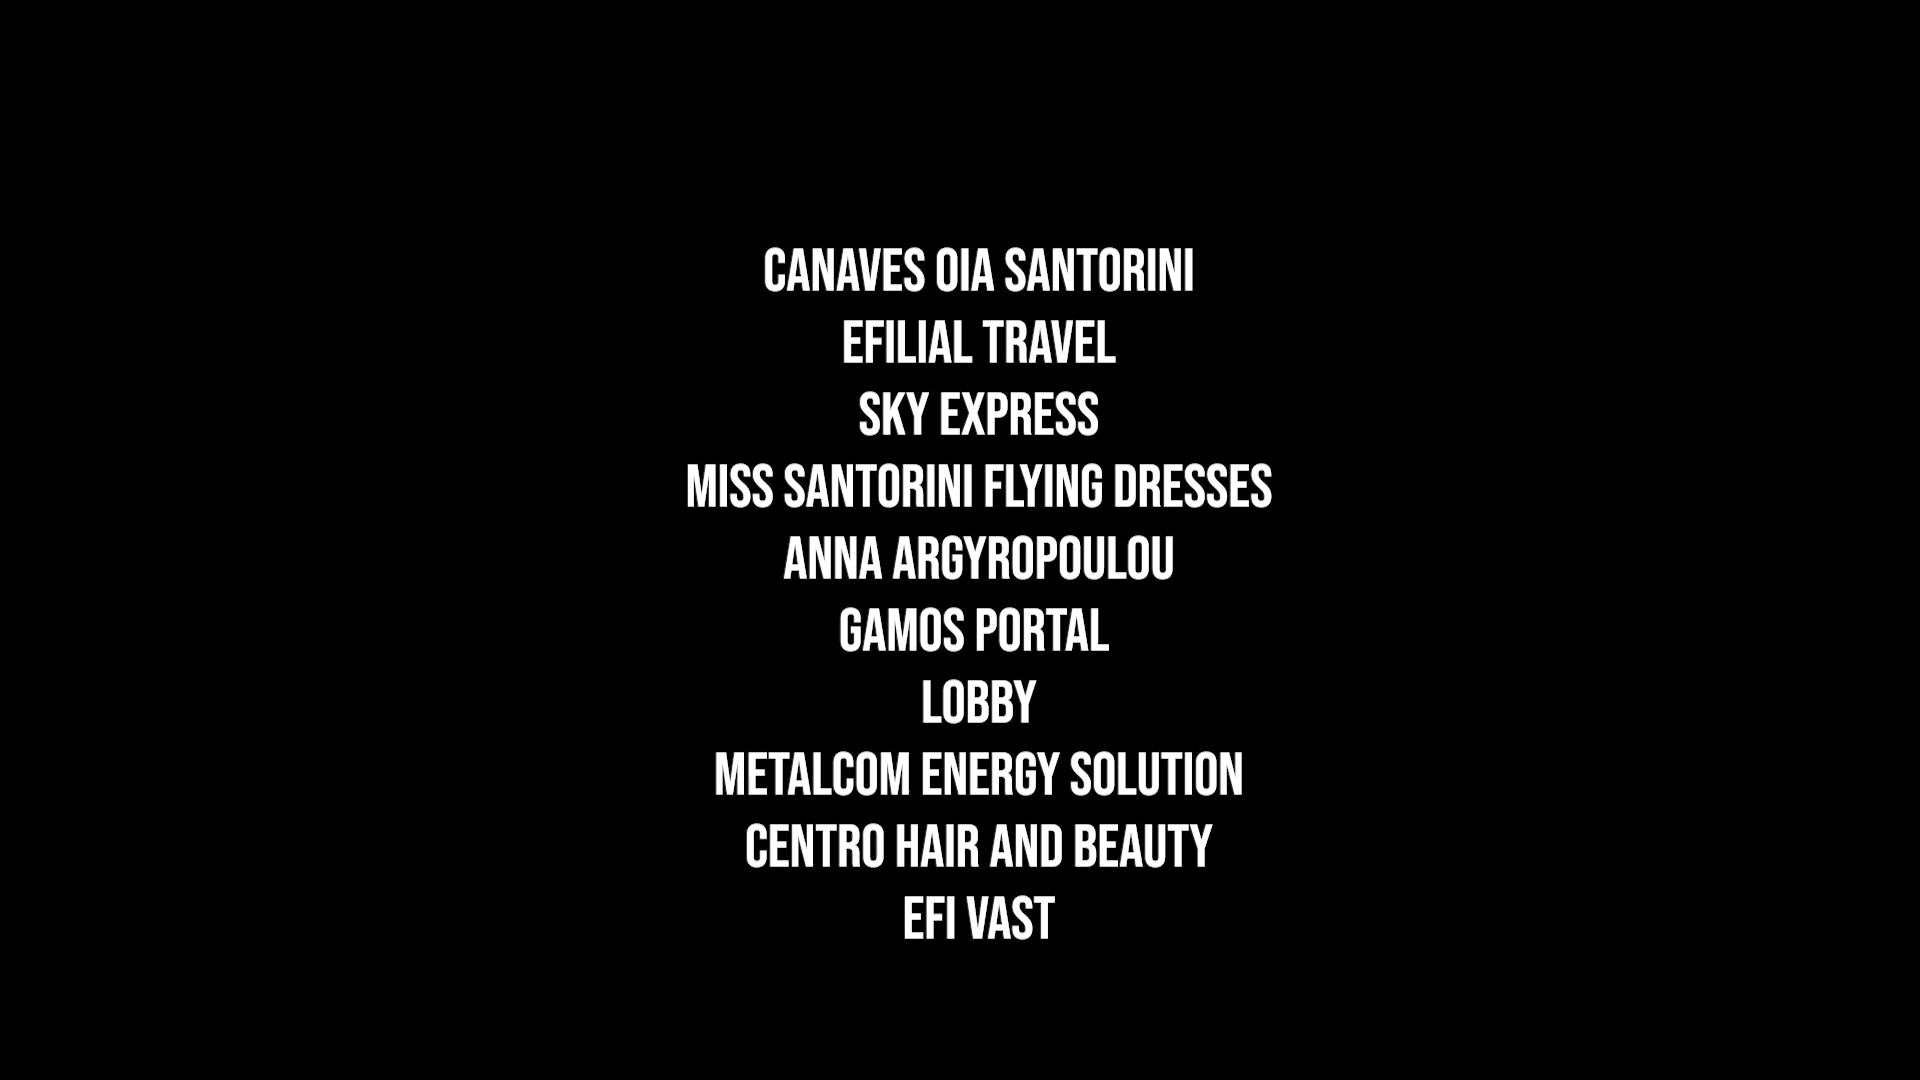 CANAVES OIA SANTORINI
EFILIAL TRAVEL
SKY EXPRESS
MISS SANTORINI FLYING DRESSES
ANNA ARGYROPOULOU
GAMOS PORTAL
LOBBY
METALCOM ENERGY SOLUTION
CENTRO HAIR AND BEAUTY
EFI VAST